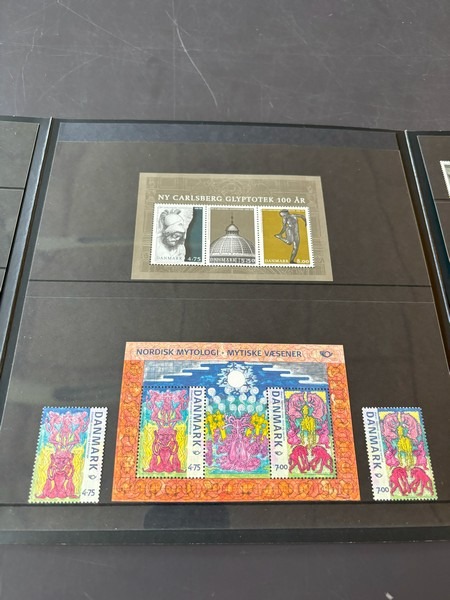 NY CARLSBERG GLYPTOTEK 100 ÅR
DANMARK 4.75
DANMARK 8.00
NORDISK MYTOLOGI · MYTISKE VÆSENER
DANMARK
4.75
DANMARK
4.75
DANMARK
7.00
DANMARK
7.00